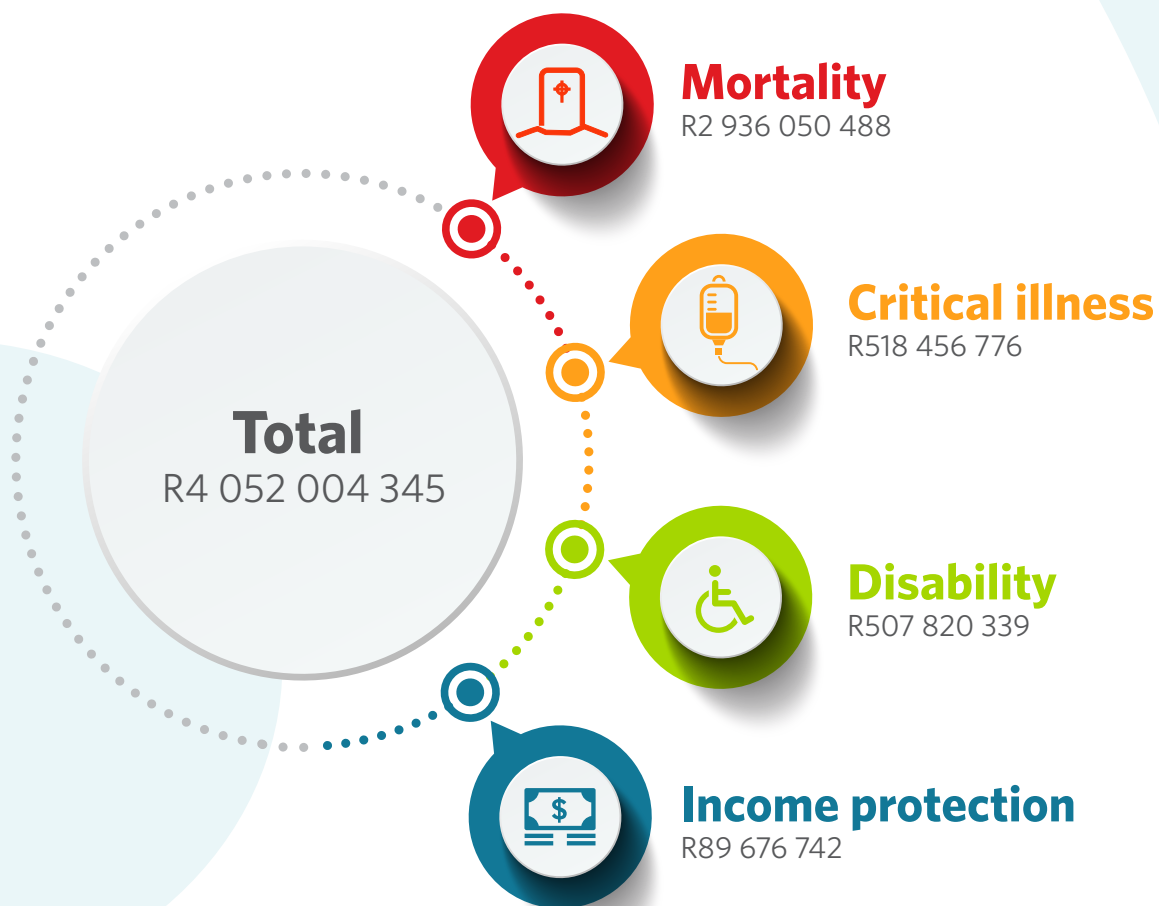 Mortality
R2 936 050 488
Critical illness
R518 456 776
Total
R4 052 004 345
Disability
R507 820 339
$
Income protection
R89 676 742